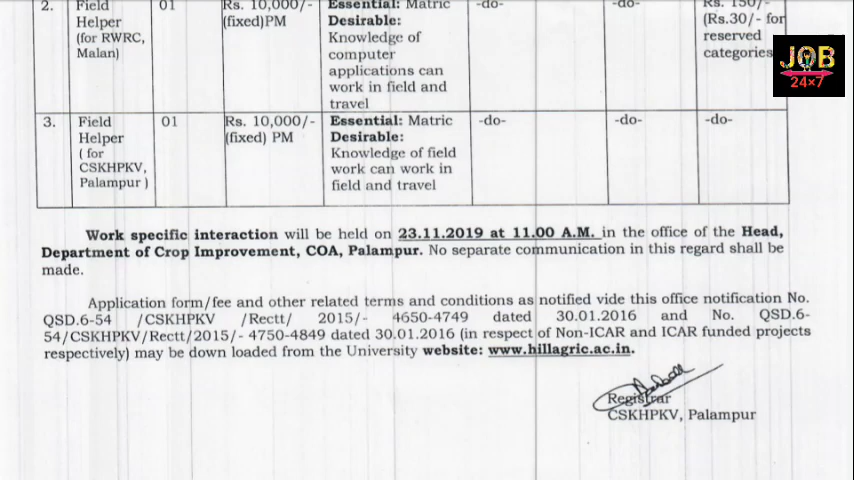 2. Field 01 Rs. 10,000/- Essential: Matric -do- -do- Rs. 150/-
Helper (fixed)PM Desirable: (Rs.30/- for
(for RWRC, Knowledge of reserved
Malan) computer categories
applications can
work in field and
travel
3. Field 01 Rs. 10,000/- Essential: Matric -do- -do- -do-
Helper (fixed) PM Desirable:
( for Knowledge of field
CSKHPKV, work can work in
Palampur ) field and travel
Work specific interaction will be held on 23.11.2019 at 11.00 A.M. in the office of the Head,
Department of Crop Improvement, COA, Palampur. No separate communication in this regard shall be
made.
Application form/fee and other related terms and conditions as notified vide this office notification No.
QSD.6-54 /CSKHPKV /Rectt/ 2015/- 4650-4749 dated 30.01.2016 and No. QSD.6-
54/CSKHPKV/Rectt/2015/- 4750-4849 dated 30.01.2016 (in respect of Non-ICAR and ICAR funded projects
respectively) may be down loaded from the University website: www.hillagric.ac.in.
Registrar
CSKHPKV, Palampur
JOB
24×7